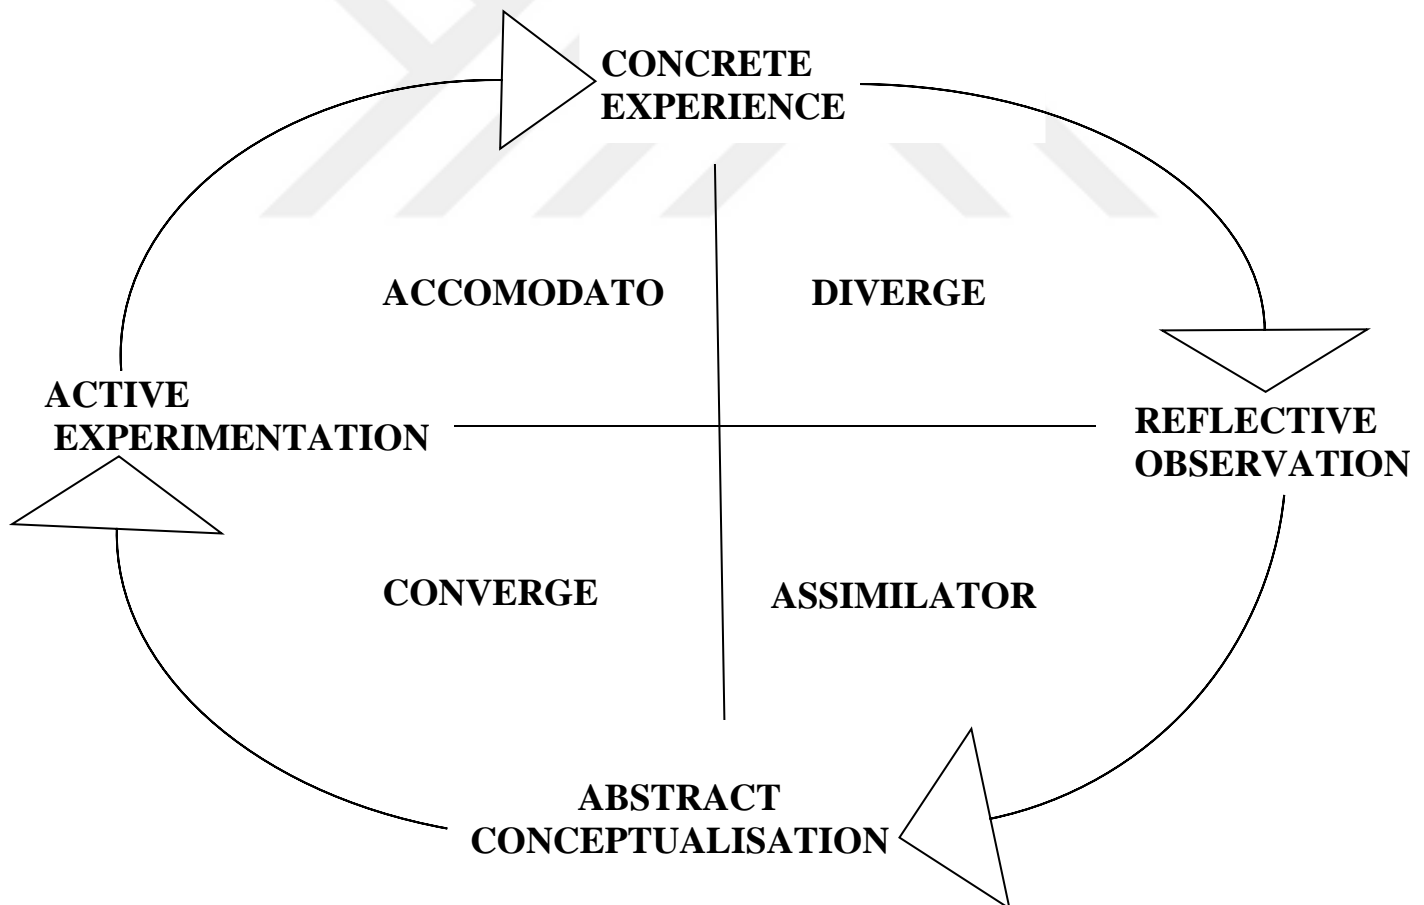 CONCRETE
EXPERIENCE
ACCOMODATO
DIVERGE
ACTIVE
EXPERIMENTATION
REFLECTIVE
OBSERVATION
CONVERGE
ASSIMILATOR
ABSTRACT
CONCEPTUALISATION